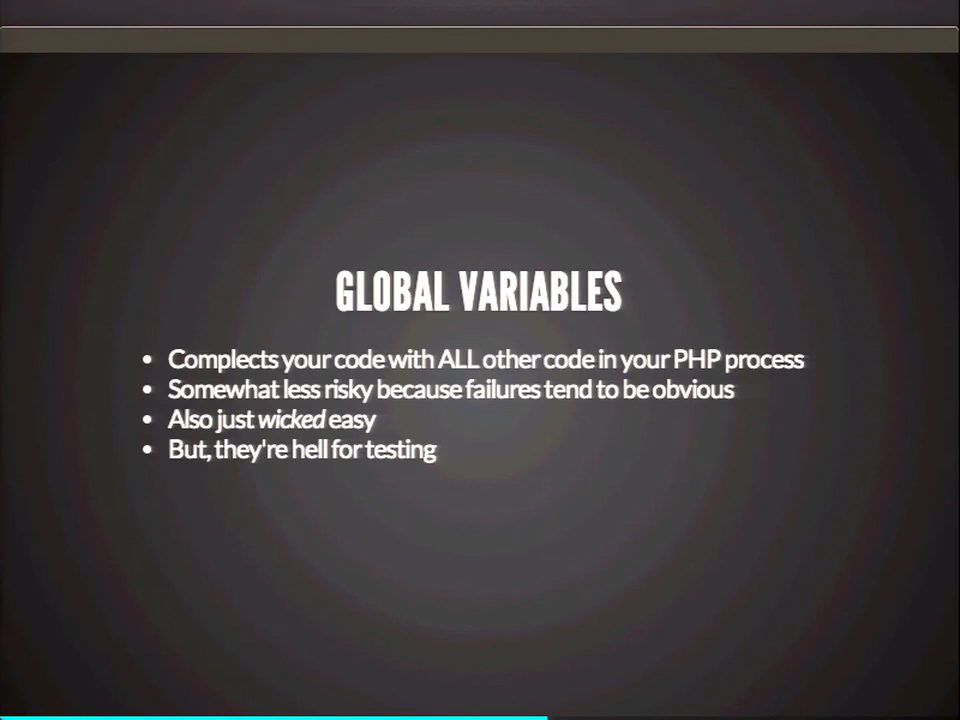 GLOBAL VARIABLES
• Complects your code with ALL other code in your PHP process
• Somewhat less risky because failures tend to be obvious
• Also just wicked easy
• But, they're hell for testing